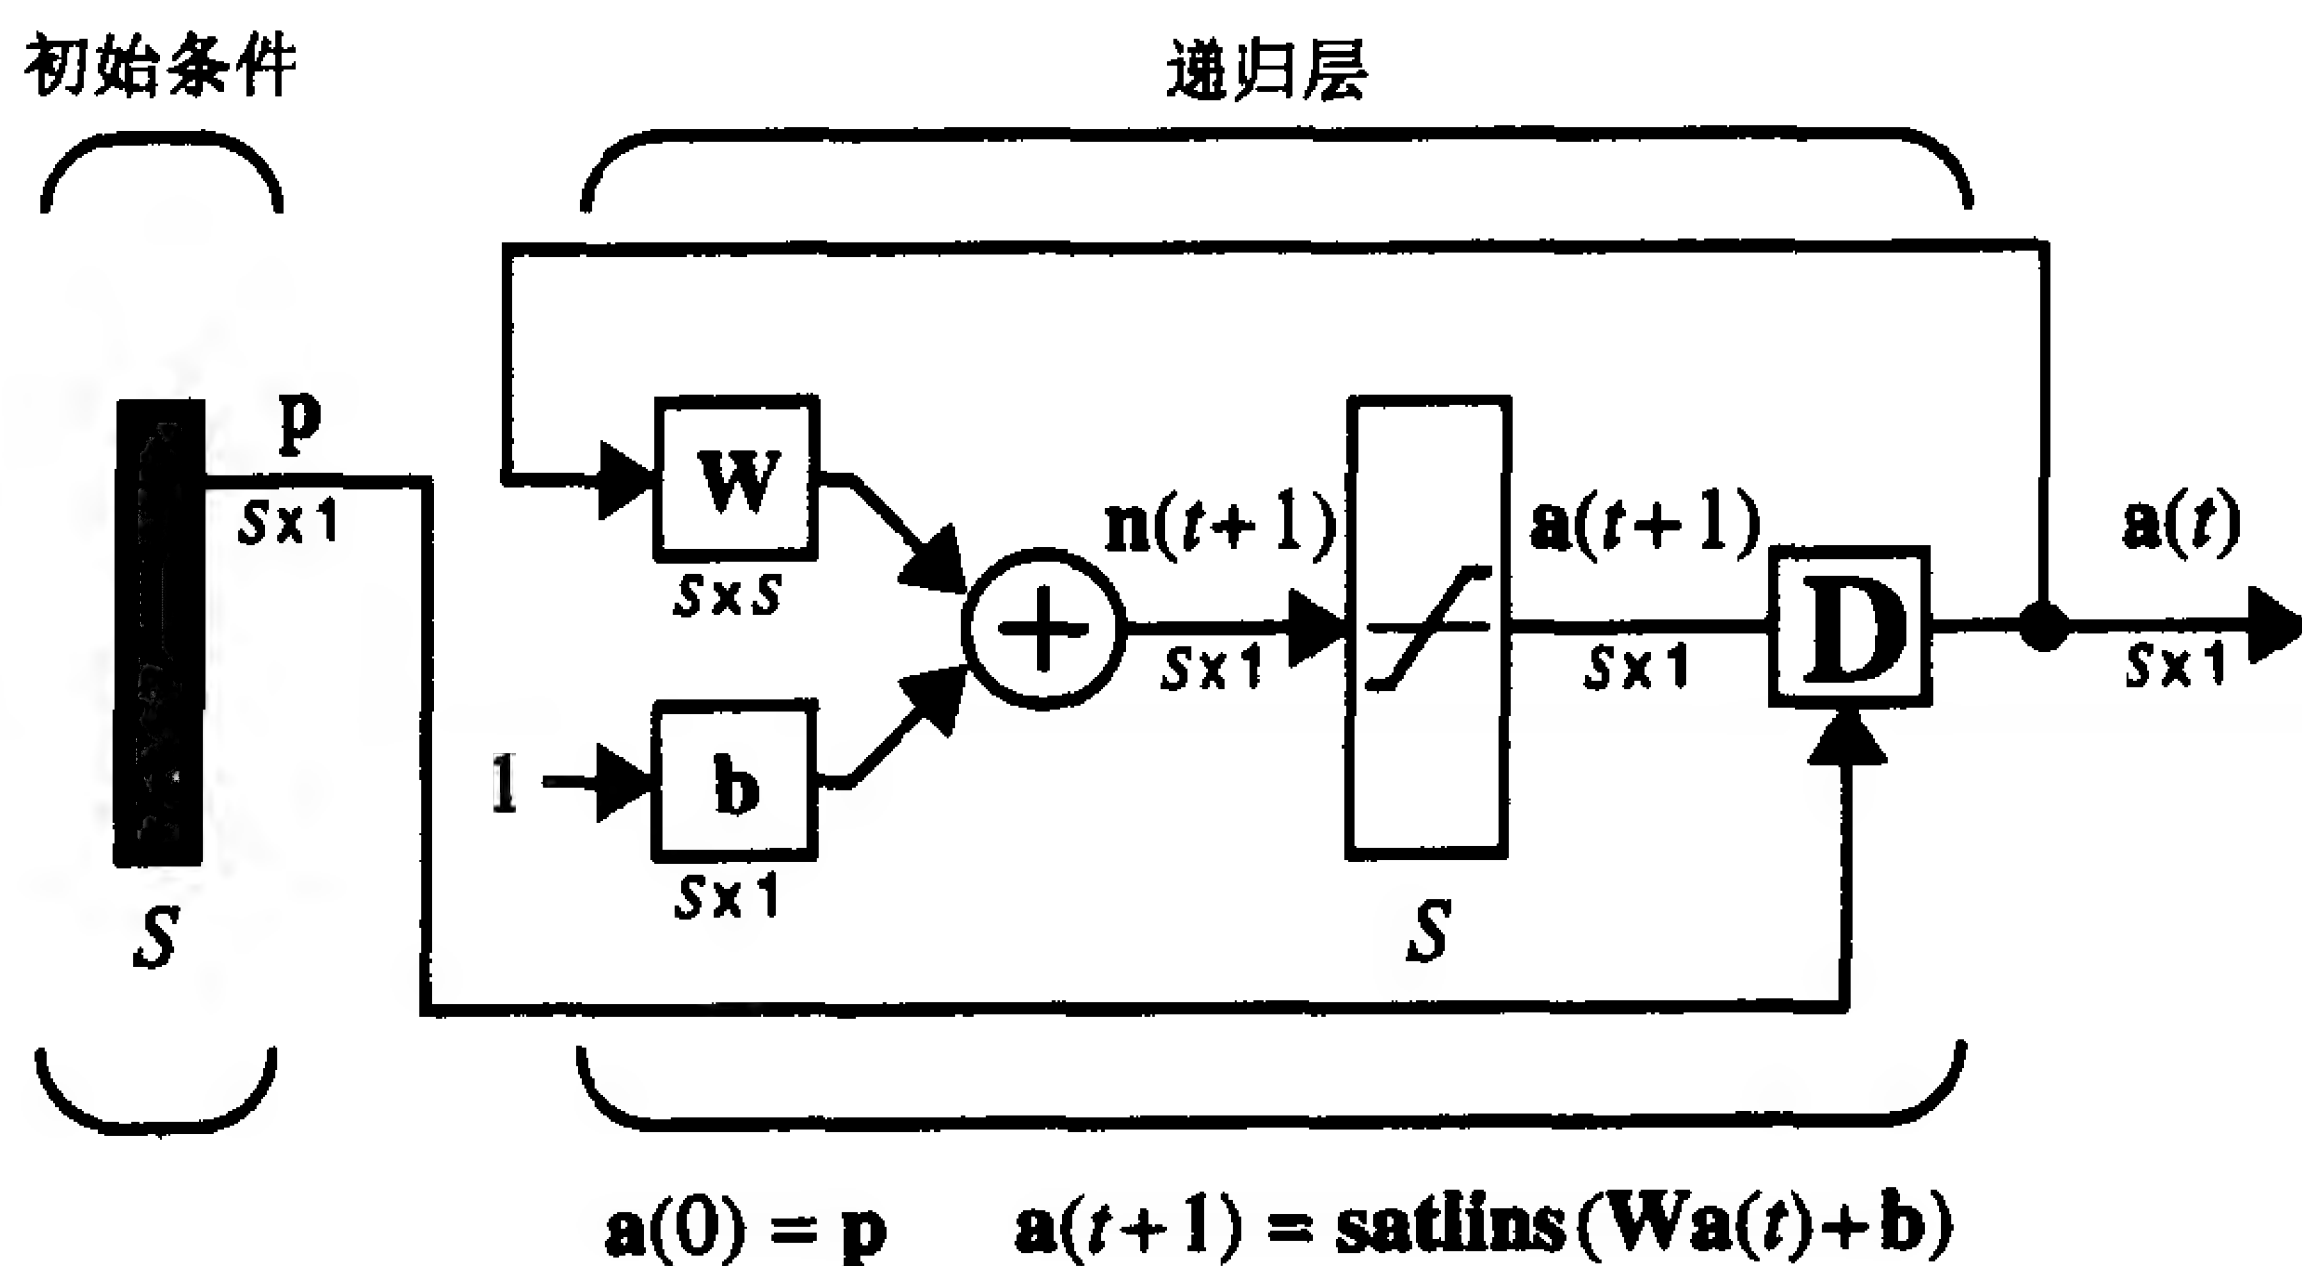 初始条件
递归层
p
S×1
W
S×S
n(t+1)
S×1
a(t+1)
S×1
D
a(t)
S×1
1
b
S×1
S
S
a(0) = p
a(t+1) = satlins(Wa(t)+b)